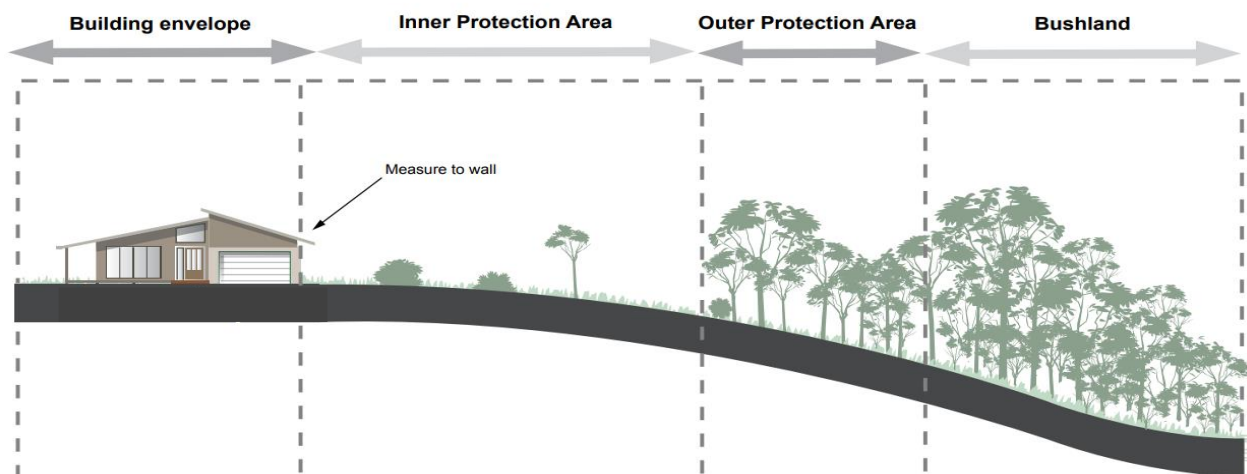 Building envelope
Inner Protection Area
Outer Protection Area
Bushland
Measure to wall